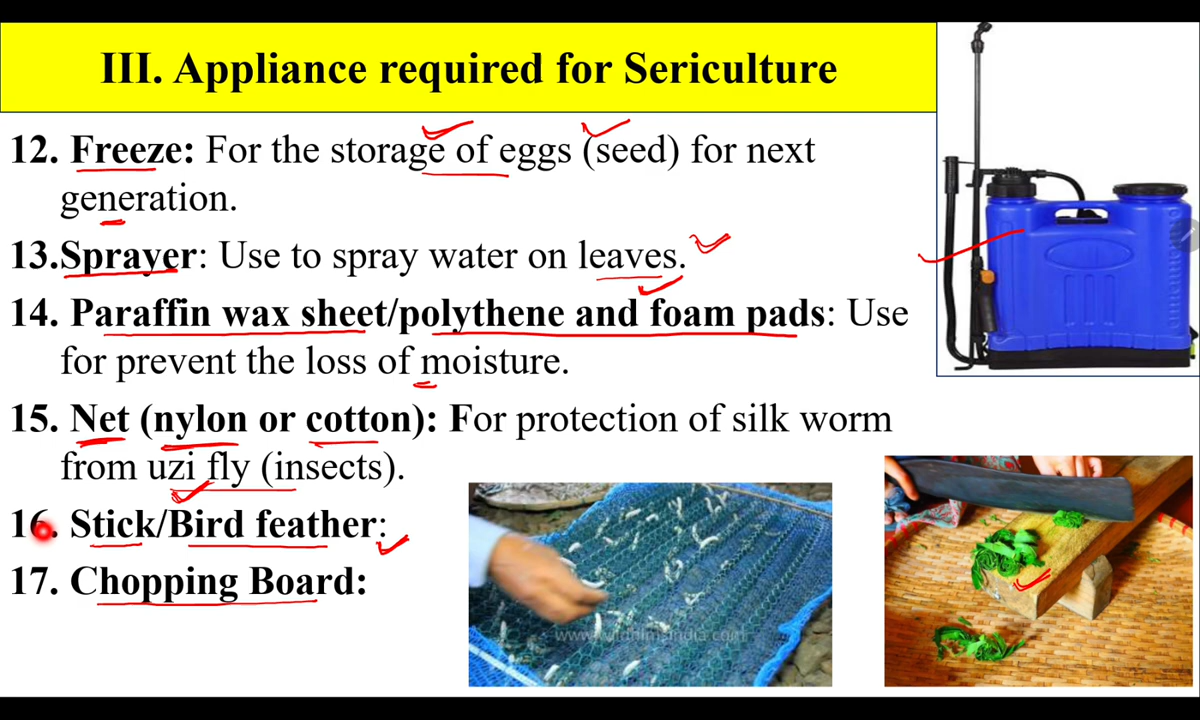 III. Appliance required for Sericulture
12. Freeze: For the storage of eggs (seed) for next
generation.
13.Sprayer: Use to spray water on leaves.
14. Paraffin wax sheet/polythene and foam pads: Use
for prevent the loss of moisture.
15. Net (nylon or cotton): For protection of silk worm
from uzi fly (insects).
16. Stick/Bird feather:
17. Chopping Board: